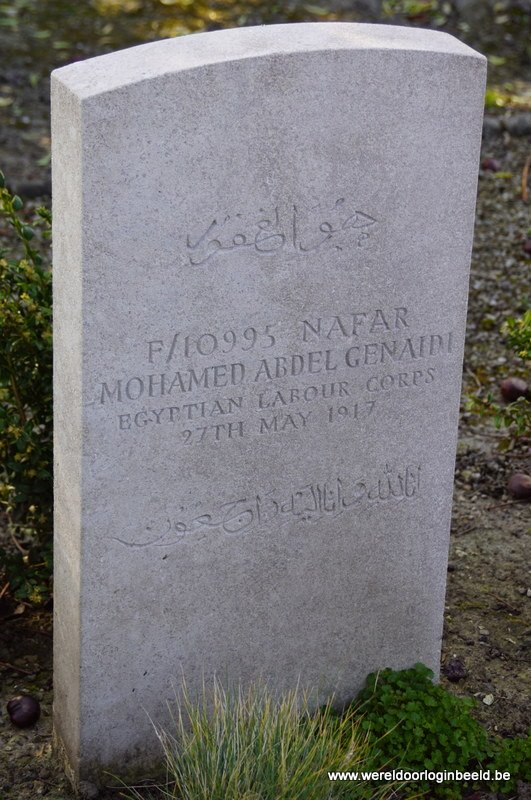 هو الغفور
F/10995 NAFAR
MOHAMED ABDEL GENAIDI
EGYPTIAN LABOUR CORPS
27TH MAY 1917
انا لله وانا اليه راجعون
www.wereldoorloginbeeld.be